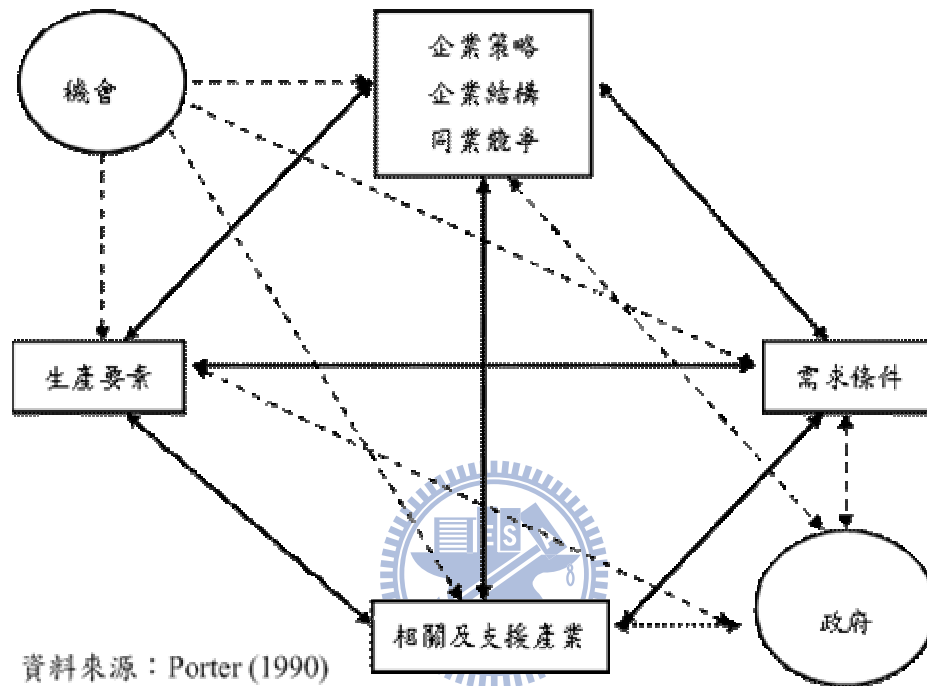 機會
企業策略
企業結構
同業競爭
生產要素
需求條件
相關及支援產業
政府
資料來源：Porter (1990)